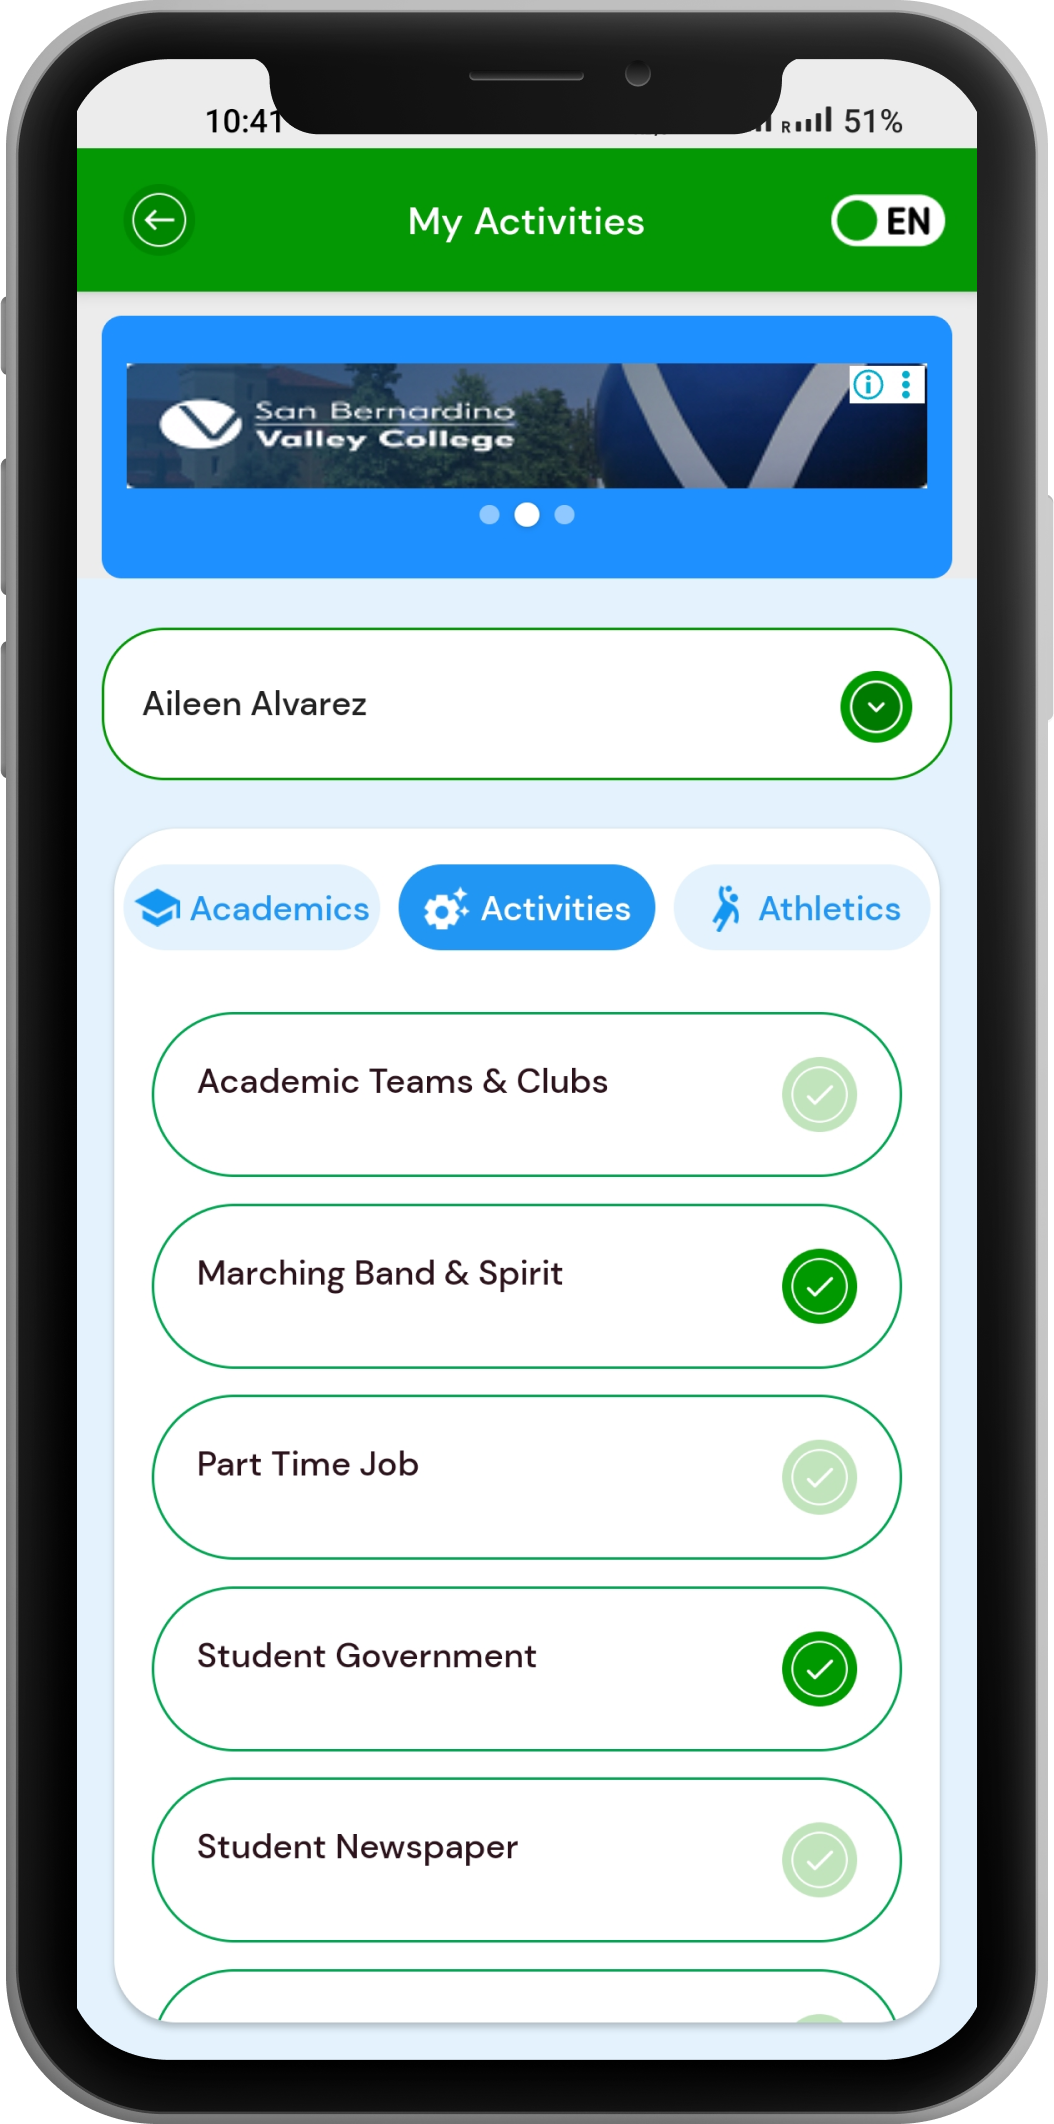 10:41
R 51%
My Activities
EN
San Bernardino
Valley College
Aileen Alvarez
Academics
Activities
Athletics
Academic Teams & Clubs
Marching Band & Spirit
Part Time Job
Student Government
Student Newspaper